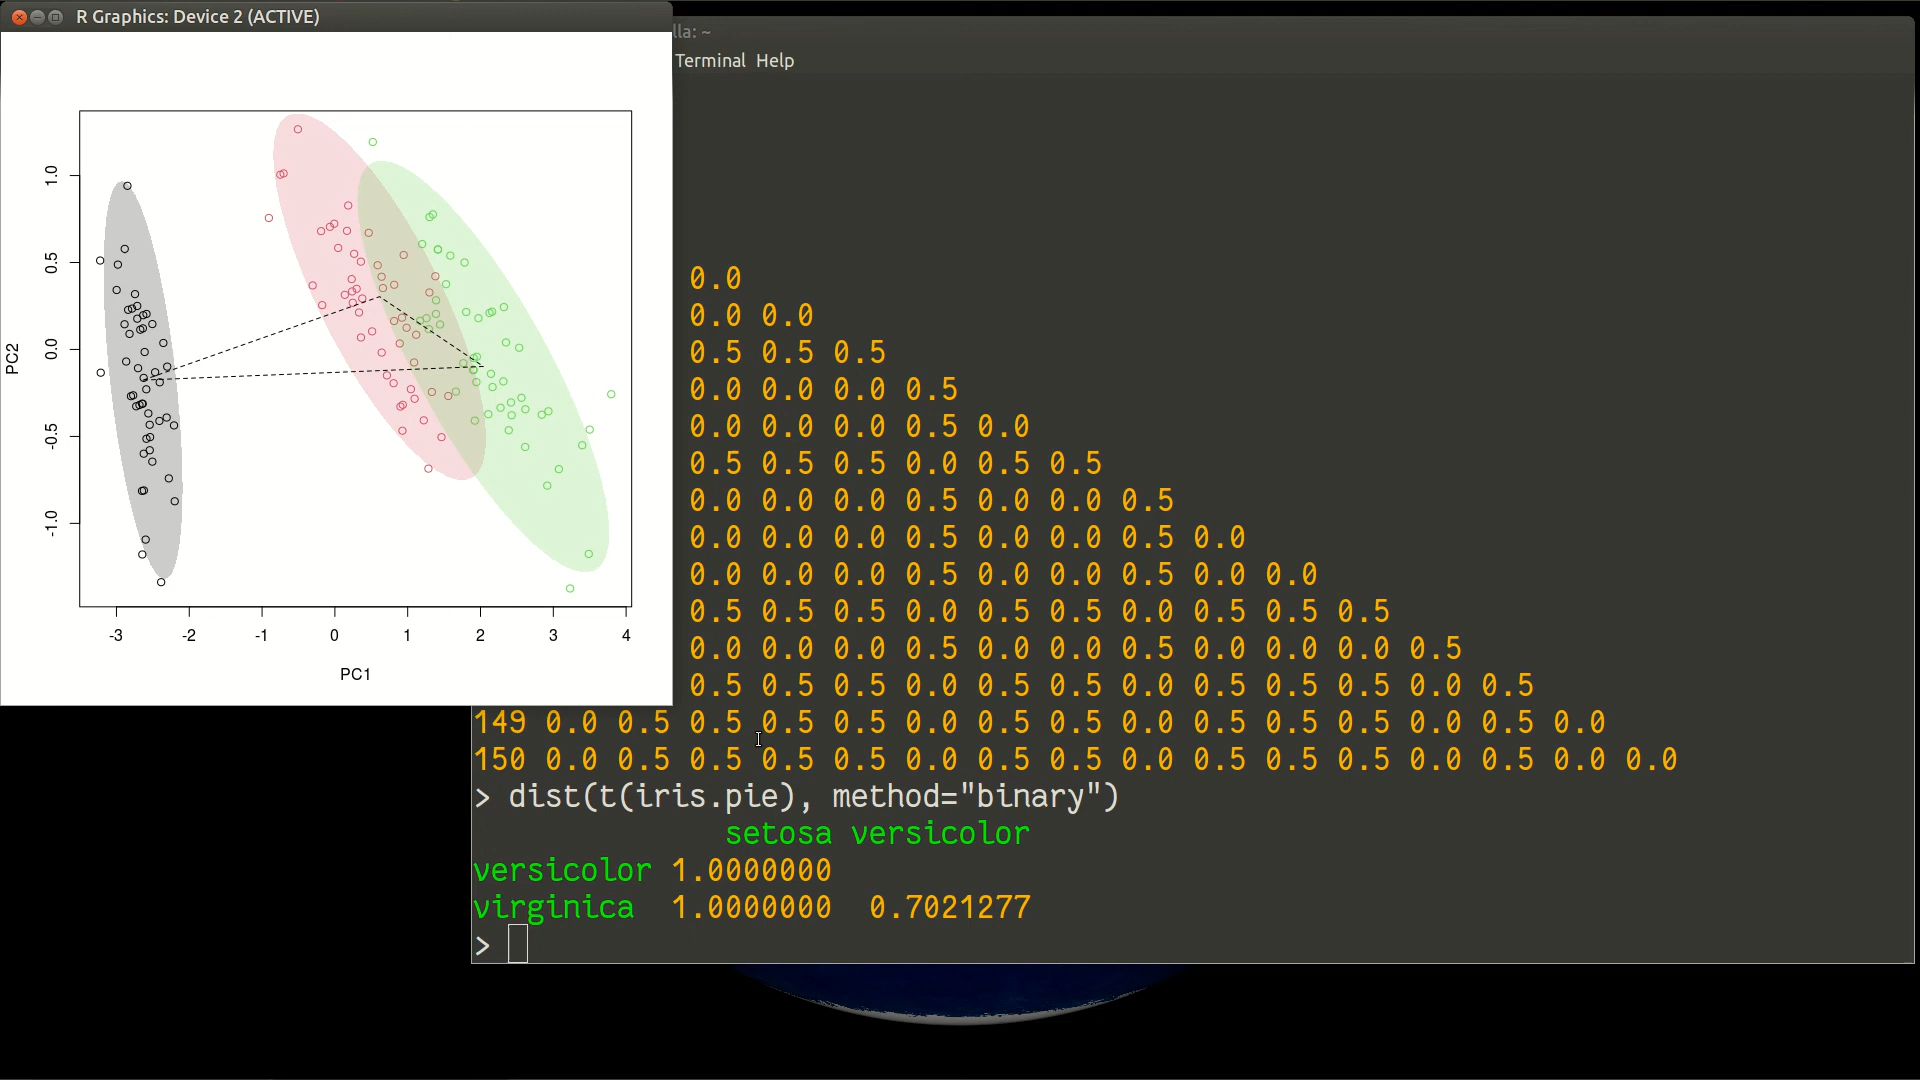 R Graphics: Device 2 (ACTIVE)
lla: ~
Terminal Help
1.0
0.5
0.0
-0.5
-1.0
PC2
-3 -2 -1 0 1 2 3 4
PC1
0.0
0.0 0.0
0.5 0.5 0.5
0.0 0.0 0.0 0.5
0.0 0.0 0.0 0.5 0.0
0.5 0.5 0.5 0.0 0.5 0.5
0.0 0.0 0.0 0.5 0.0 0.0 0.5
0.0 0.0 0.0 0.5 0.0 0.0 0.5 0.0
0.0 0.0 0.0 0.5 0.0 0.0 0.5 0.0 0.0
0.5 0.5 0.5 0.0 0.5 0.5 0.0 0.5 0.5 0.5
0.0 0.0 0.0 0.5 0.0 0.0 0.5 0.0 0.0 0.0 0.5
0.5 0.5 0.5 0.0 0.5 0.5 0.0 0.5 0.5 0.5 0.0 0.5
149 0.0 0.5 0.5 0.5 0.5 0.0 0.5 0.5 0.0 0.5 0.5 0.5 0.0 0.5 0.0
150 0.0 0.5 0.5 0.5 0.5 0.0 0.5 0.5 0.0 0.5 0.5 0.5 0.0 0.5 0.0 0.0
> dist(t(iris.pie), method="binary")
setosa versicolor
versicolor 1.0000000
virginica 1.0000000 0.7021277
>